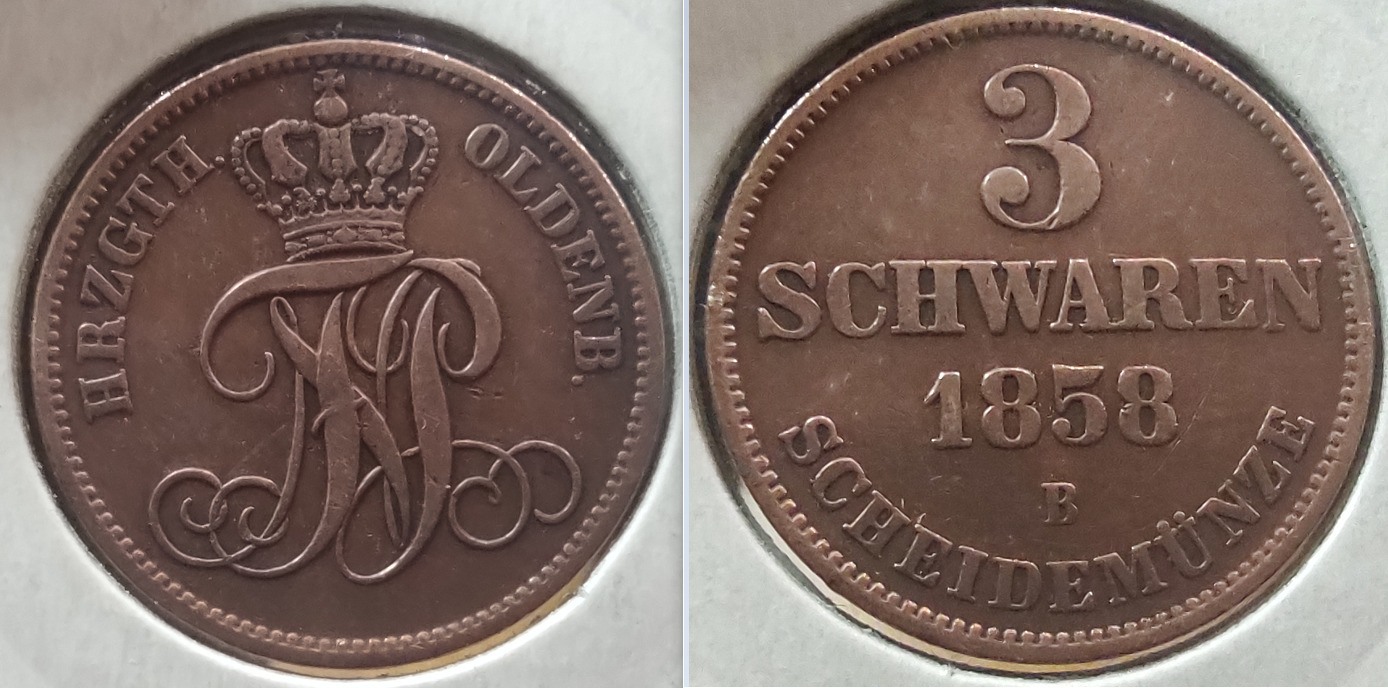 HRZGTH. OLDENB.
3
SCHWAREN
1858
B
SCHEIDEMÜNZE